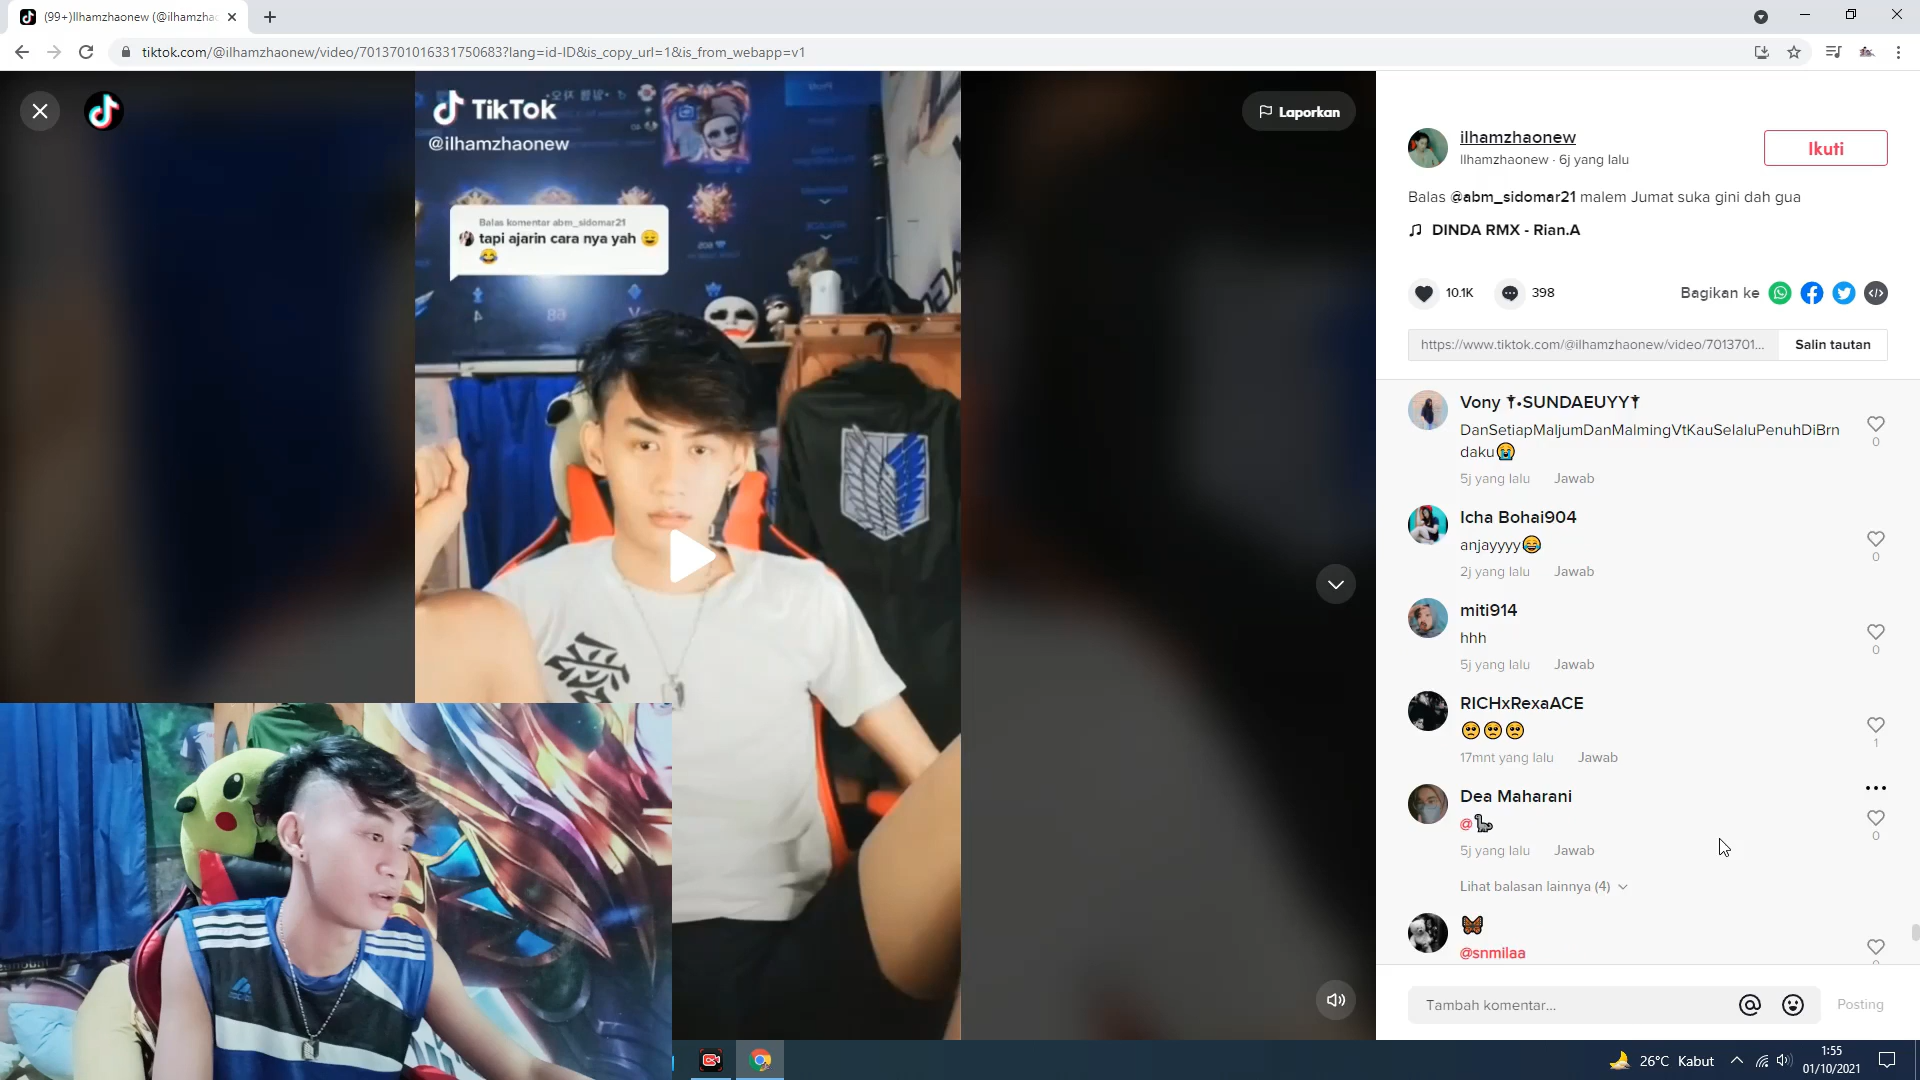 (99+)Ilhamzhaonew (@ilhamzhao
tiktok.com/@ilhamzhaonew/video/7013701016331750683?lang=id-ID&is_copy_url=1&is_from_webapp=v1
TikTok
@ilhamzhaonew
Laporkan
Balas komentar abm_sidomar21
tapi ajarin cara nya yah 😌
😂
ilhamzhaonew
Ilhamzhaonew · 6j yang lalu
Ikuti
Balas @abm_sidomar21 malem Jumat suka gini dah gua
DINDA RMX - Rian.A
10.1K
398
Bagikan ke
https://www.tiktok.com/@ilhamzhaonew/video/7013701...
Salin tautan
Vony ☨•SUNDAEUYY☨
DanSetiapMaljumDanMalmingVtKauSelaluPenuhDiBrn
daku😭
0
5j yang lalu Jawab
Icha Bohai904
anjayyyy😂
0
2j yang lalu Jawab
miti914
hhh
0
5j yang lalu Jawab
RICHxRexaACE
🥺🥺🥺
1
17mnt yang lalu Jawab
Dea Maharani
@🦕
0
5j yang lalu Jawab
Lihat balasan lainnya (4)
🦋
@snmilaa
Tambah komentar...
Posting
26°C Kabut
1:55
01/10/2021